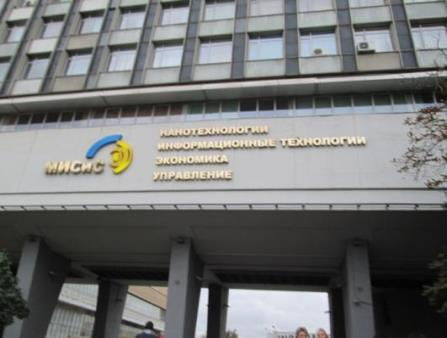 МИСИС
НАНОТЕХНОЛОГИИ
ИНФОРМАЦИОННЫЕ ТЕХНОЛОГИИ
ЭКОНОМИКА
УПРАВЛЕНИЕ